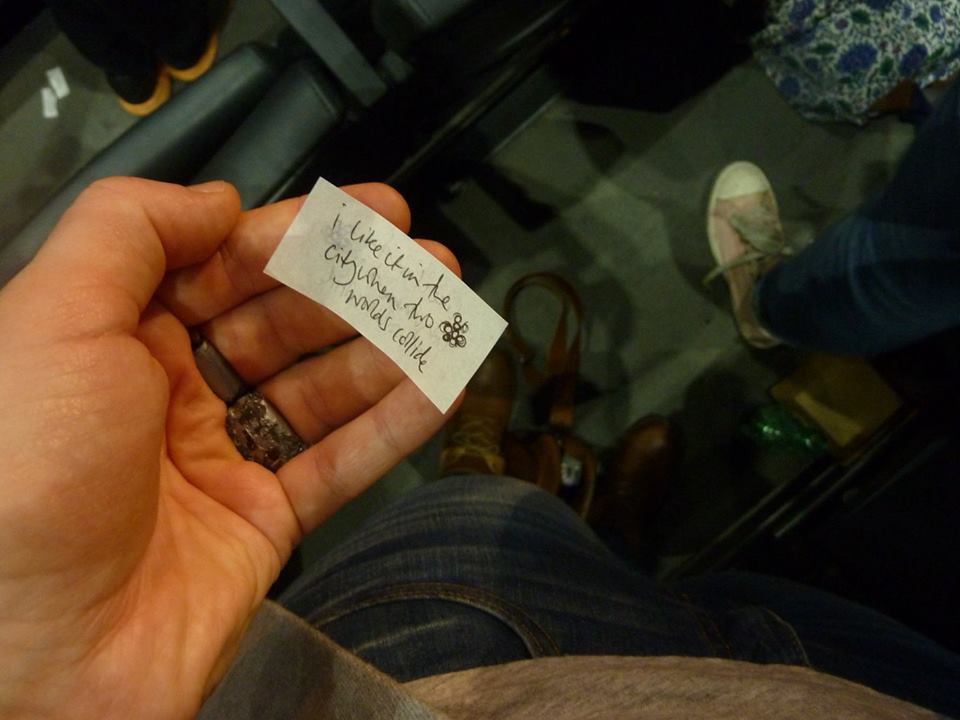 i like it in the
city when two
worlds collide